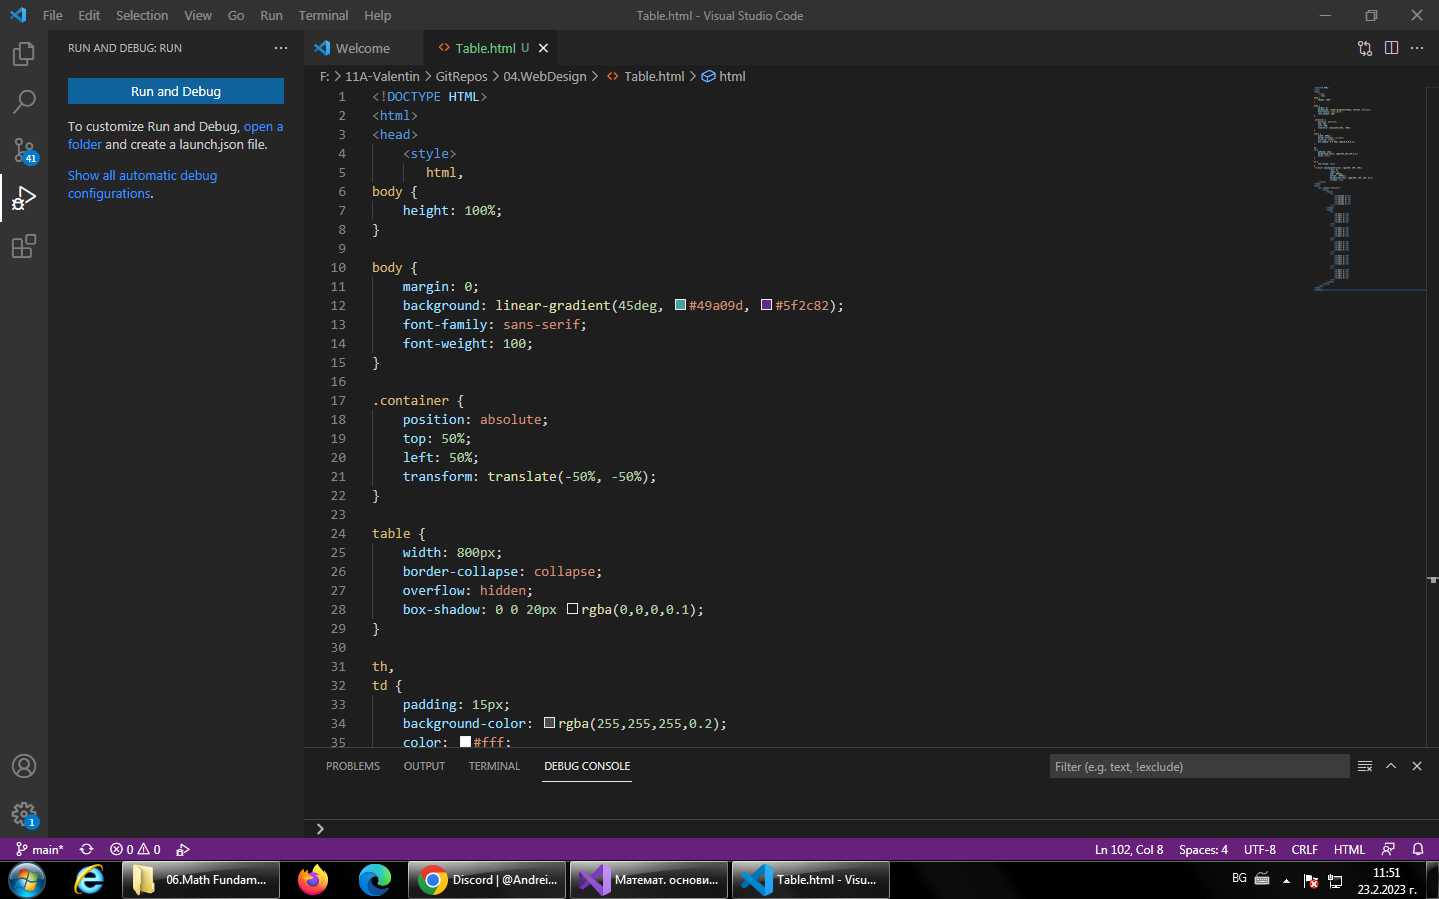 File Edit Selection View Go Run Terminal Help
Table.html - Visual Studio Code
RUN AND DEBUG: RUN
Run and Debug
To customize Run and Debug, open a
folder and create a launch.json file.
Show all automatic debug
configurations.
Welcome
Table.html U
F: > 11A-Valentin > GitRepos > 04.WebDesign > Table.html > html
1 <!DOCTYPE HTML>
2 <html>
3 <head>
4 <style>
5 html,
6 body {
7 height: 100%;
8 }
9
10 body {
11 margin: 0;
12 background: linear-gradient(45deg, #49a09d, #5f2c82);
13 font-family: sans-serif;
14 font-weight: 100;
15 }
16
17 .container {
18 position: absolute;
19 top: 50%;
20 left: 50%;
21 transform: translate(-50%, -50%);
22 }
23
24 table {
25 width: 800px;
26 border-collapse: collapse;
27 overflow: hidden;
28 box-shadow: 0 0 20px rgba(0,0,0,0.1);
29 }
30
31 th,
32 td {
33 padding: 15px;
34 background-color: rgba(255,255,255,0.2);
35 color: #fff;
PROBLEMS OUTPUT TERMINAL DEBUG CONSOLE
Filter (e.g. text, !exclude)
41
1
main* 0 0
Ln 102, Col 8 Spaces: 4 UTF-8 CRLF HTML
06.Math Fundam...
Discord | @Andrei...
Математ. основи...
Table.html - Visu...
BG
11:51
23.2.2023 г.